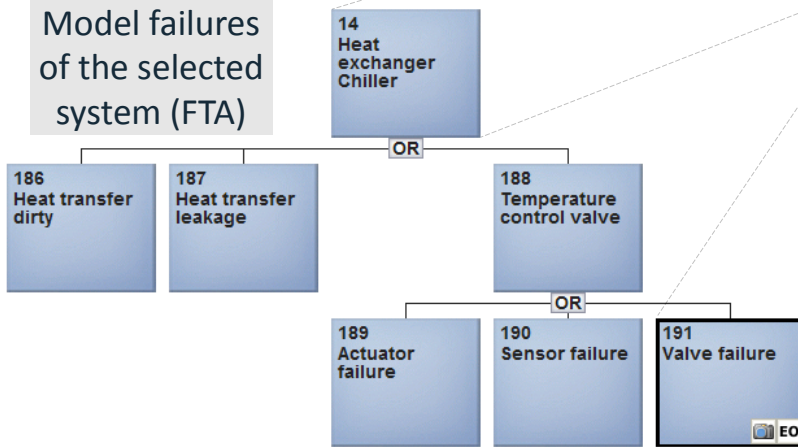 Model failures
of the selected
system (FTA)
14
Heat
exchanger
Chiller
OR
186
Heat transfer
dirty
187
Heat transfer
leakage
188
Temperature
control valve
OR
189
Actuator
failure
190
Sensor failure
191
Valve failure
EO